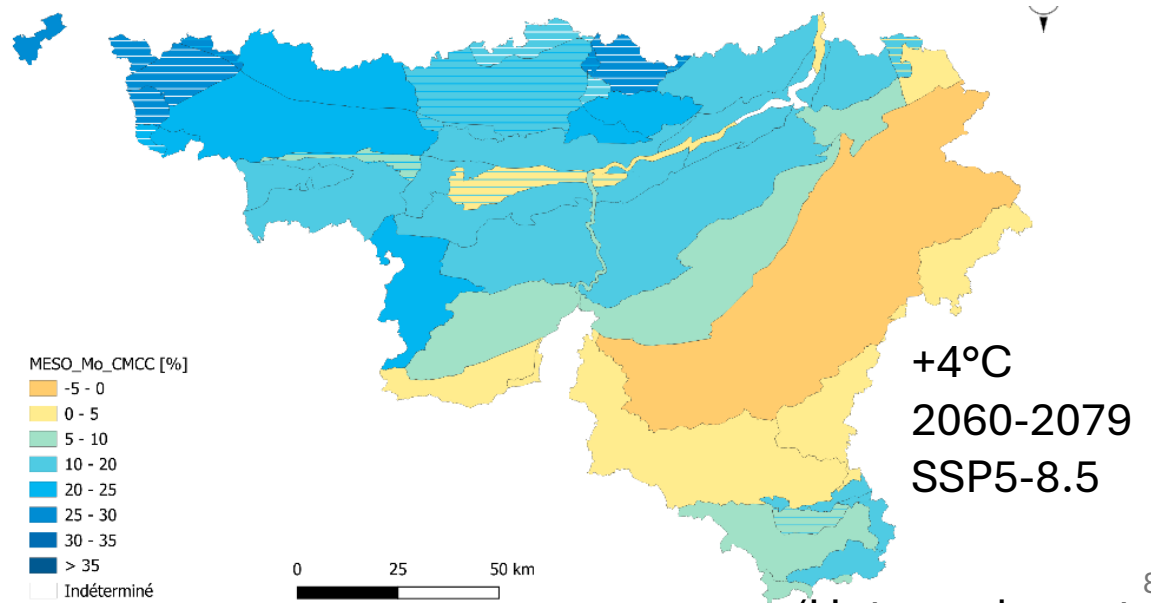 MESO_Mo_CMCC [%]
-5 - 0
0 - 5
5 - 10
10 - 20
20 - 25
25 - 30
30 - 35
> 35
Indéterminé
0 25 50 km
+4°C
2060-2079
SSP5-8.5
8